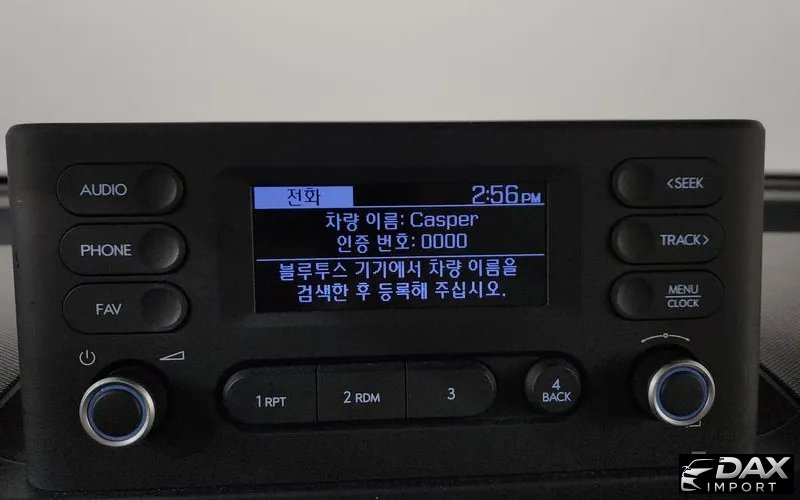 AUDIO
PHONE
FAV
전화 2:56 PM
차량 이름: Casper
인증 번호: 0000
블루투스 기기에서 차량 이름을
검색한 후 등록해 주십시오.
<SEEK
TRACK>
MENU
CLOCK
1 RPT
2 RDM
3
4
BACK
DAX
IMPORT